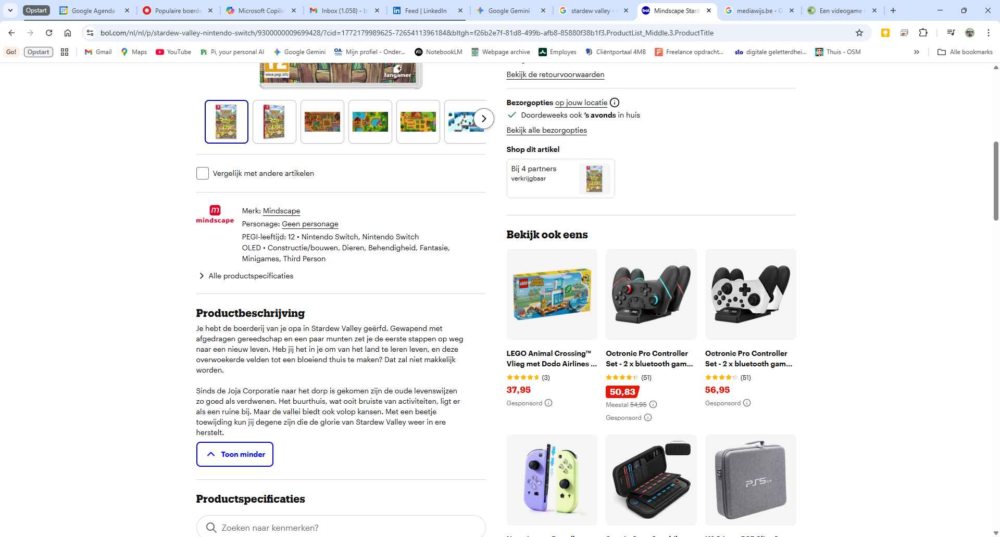 Opstart
Google Agenda -
Populaire boerde
Microsoft Copilo
Inbox (1.058) - b
Feed | LinkedIn
Google Gemini
stardew valley -
Mindscape Stard
mediawijs.be - G
Een videogame
bol.com/nl/nl/p/stardew-valley-nintendo-switch/9300000009699428/?cid=1772179989625-7265411396184&bltgh=f26b2e7f-81d8-499b-afb8-85880f38b1f3.ProductList_Middle.3.ProductTitle
Go!
Opstart
Gmail
Maps
YouTube
Pi, your personal AI
Google Gemini
Mijn profiel - Onder...
NotebookLM
Webpage archive
Employes
Cliëntportaal 4MB
Freelance opdracht...
slo digitale geletterdhei...
Thuis - OSM
All bookmarks
12
www.pegi.info
fangamer
Bekijk de retourvoorwaarden
Bezorgopties op jouw locatie
Doordeweeks ook 's avonds in huis
Bekijk alle bezorgopties
Shop dit artikel
Bij 4 partners
verkrijgbaar
Vergelijk met andere artikelen
mindscape
Merk: Mindscape
Personage: Geen personage
PEGI-leeftijd: 12 • Nintendo Switch, Nintendo Switch
OLED • Constructie/bouwen, Dieren, Behendigheid, Fantasie,
Minigames, Third Person
Alle productspecificaties
Productbeschrijving
Je hebt de boerderij van je opa in Stardew Valley geërfd. Gewapend met
afgedragen gereedschap en een paar munten zet je de eerste stappen op weg
naar een nieuw leven. Heb jij het in je om van het land te leren leven, en deze
overwoekerde velden tot een bloeiend thuis te maken? Dat zal niet makkelijk
worden.
Sinds de Joja Corporatie naar het dorp is gekomen zijn de oude levenswijzen
zo goed als verdwenen. Het buurthuis, wat ooit bruiste van activiteiten, ligt er
als een ruine bij. Maar de vallei biedt ook volop kansen. Met een beetje
toewijding kun jij degene zijn die de glorie van Stardew Valley weer in ere
herstelt.
Toon minder
Productspecificaties
Zoeken naar kenmerken?
Bekijk ook eens
LEGO Animal Crossing™
Vlieg met Dodo Airlines ...
(3)
37,95
Gesponsord
Octronic Pro Controller
Set - 2 x bluetooth gam...
(51)
50,83
Meestal 54,95
Gesponsord
Octronic Pro Controller
Set - 2 x bluetooth gam...
(51)
56,95
Gesponsord
PS5